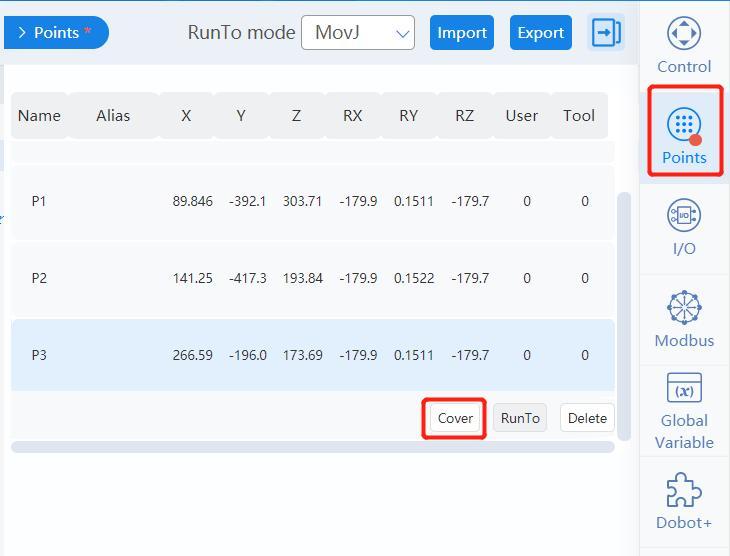 Points *
RunTo mode MovJ Import Export
Control
Points
I/O
Modbus
Global
Variable
Dobot+
Name Alias X Y Z RX RY RZ User Tool
P1 89.846 -392.1 303.71 -179.9 0.1511 -179.7 0 0
P2 141.25 -417.3 193.84 -179.9 0.1522 -179.7 0 0
P3 266.59 -196.0 173.69 -179.9 0.1511 -179.7 0 0
Cover RunTo Delete